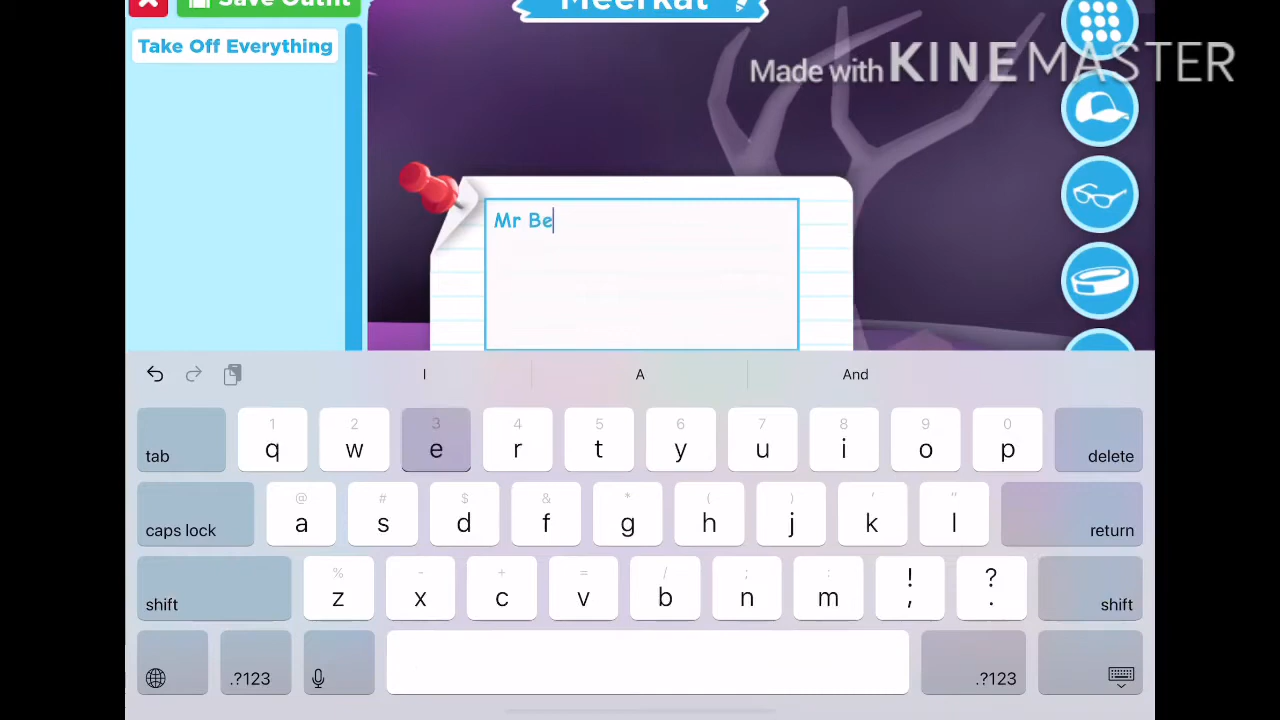 Save Outfit
Meerkat
Take Off Everything
Made with KINEMASTER
Mr Be
I A And
1 2 3 4 5 6 7 8 9 0
tab q w e r t y u i o p delete
@ # $ & * ( ) ' "
caps lock a s d f g h j k l return
% - + = / ; : ! ?
shift z x c v b n m , . shift
.?123 .?123